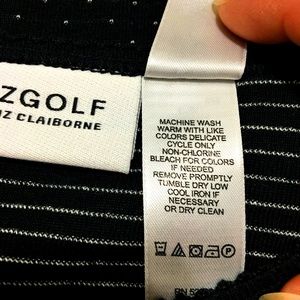 ZGOLF
IZ CLAIBORNE
MACHINE WASH
WARM WITH LIKE
COLORS DELICATE
CYCLE ONLY
NON-CHLORINE
BLEACH FOR COLORS
IF NEEDED
REMOVE PROMPTLY
TUMBLE DRY LOW
COOL IRON IF
NECESSARY
OR DRY CLEAN
RN